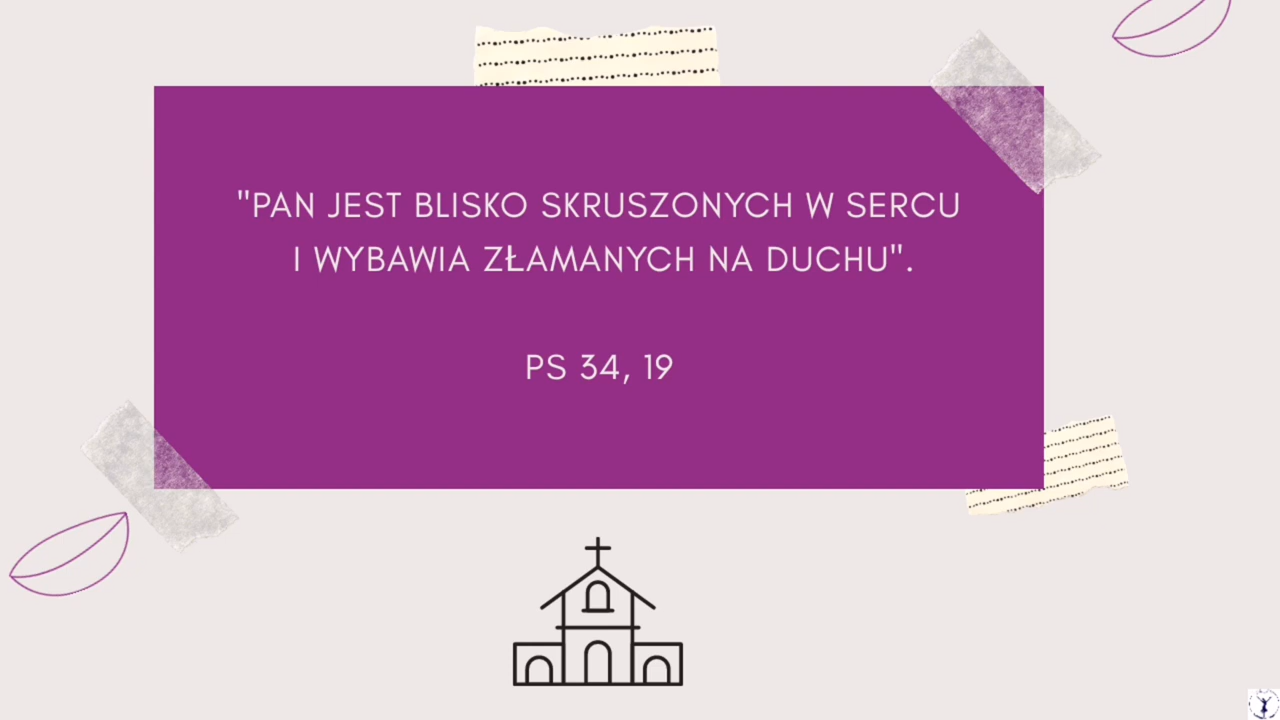 "PAN JEST BLISKO SKRUSZONYCH W SERCU
I WYBAWIA ZŁAMANYCH NA DUCHU".
PS 34, 19